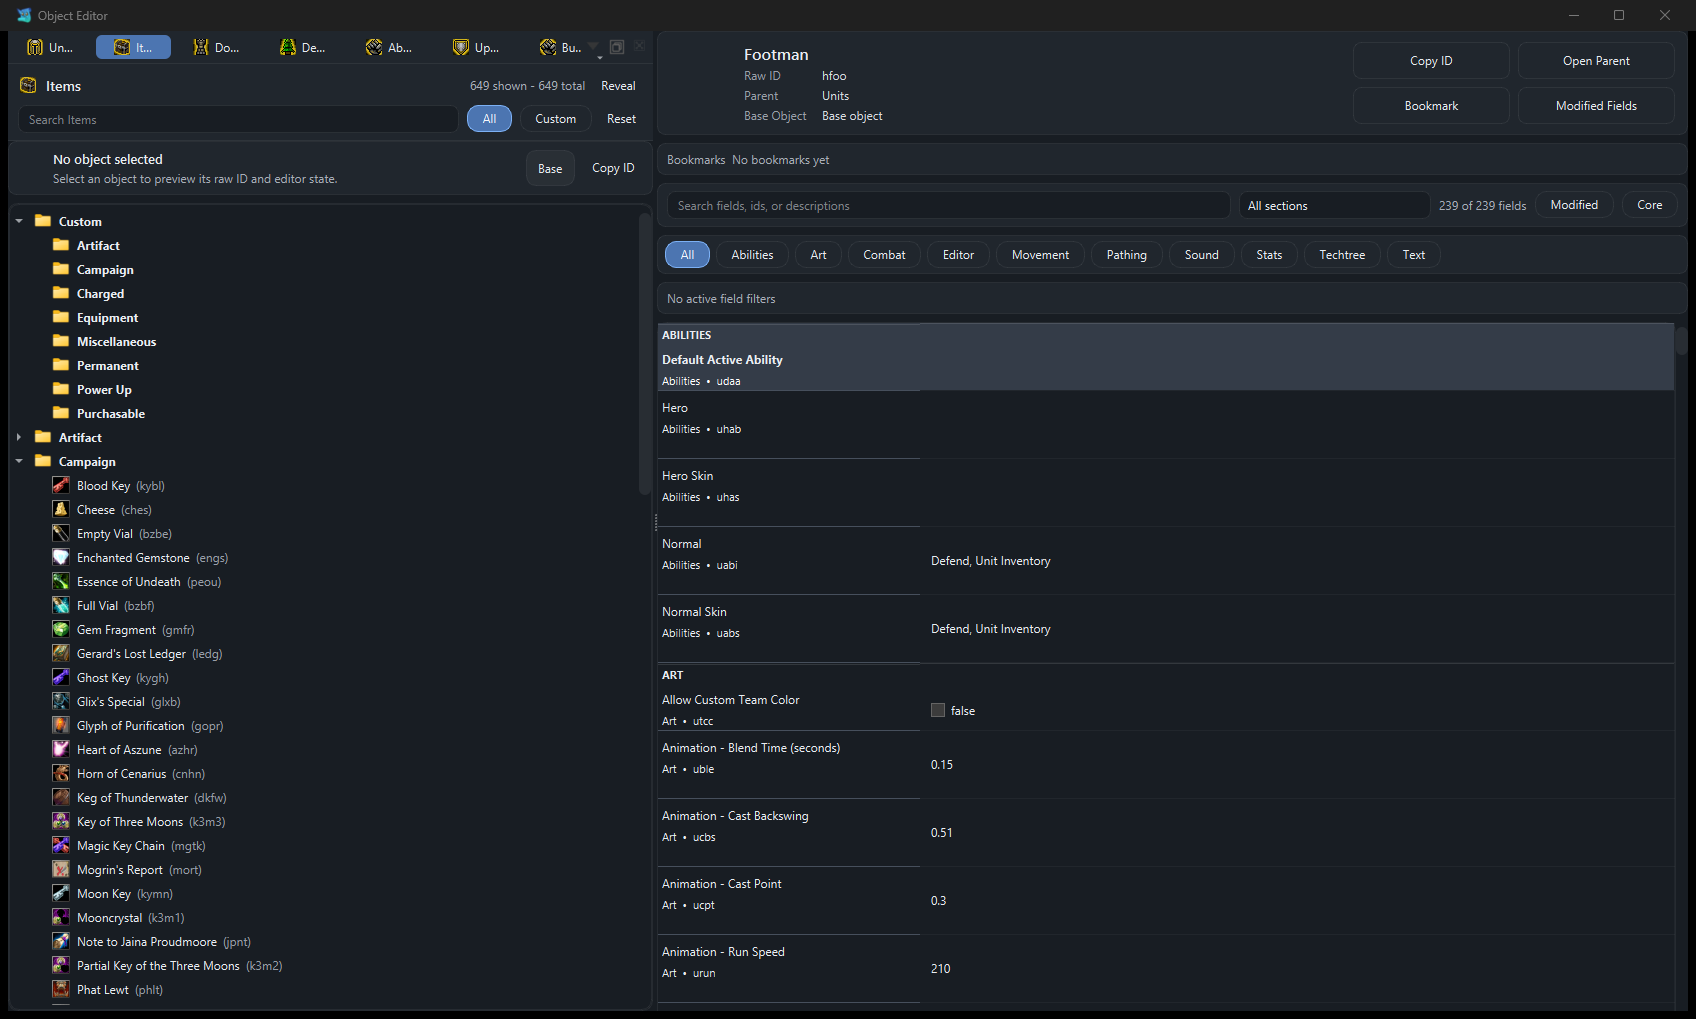 Object Editor
Un...
It...
Do...
De...
Ab...
Up...
Bu..
Items
649 shown - 649 total
Reveal
Search Items
All
Custom
Reset
No object selected
Select an object to preview its raw ID and editor state.
Base
Copy ID
Custom
Artifact
Campaign
Charged
Equipment
Miscellaneous
Permanent
Power Up
Purchasable
Artifact
Campaign
Blood Key (kybl)
Cheese (ches)
Empty Vial (bzbe)
Enchanted Gemstone (engs)
Essence of Undeath (peou)
Full Vial (bzbf)
Gem Fragment (gmfr)
Gerard's Lost Ledger (ledg)
Ghost Key (kygh)
Glix's Special (glxb)
Glyph of Purification (gopr)
Heart of Aszune (azhr)
Horn of Cenarius (cnhn)
Keg of Thunderwater (dkfw)
Key of Three Moons (k3m3)
Magic Key Chain (mgtk)
Mogrin's Report (mort)
Moon Key (kymn)
Mooncrystal (k3m1)
Note to Jaina Proudmoore (jpnt)
Partial Key of the Three Moons (k3m2)
Phat Lewt (phlt)
Footman
Raw ID hfoo
Parent Units
Base Object Base object
Copy ID
Open Parent
Bookmark
Modified Fields
Bookmarks No bookmarks yet
Search fields, ids, or descriptions
All sections
239 of 239 fields
Modified
Core
All
Abilities
Art
Combat
Editor
Movement
Pathing
Sound
Stats
Techtree
Text
No active field filters
ABILITIES
Default Active Ability
Abilities • udaa
Hero
Abilities • uhab
Hero Skin
Abilities • uhas
Normal
Abilities • uabi
Defend, Unit Inventory
Normal Skin
Abilities • uabs
Defend, Unit Inventory
ART
Allow Custom Team Color
Art • utcc
false
Animation - Blend Time (seconds)
Art • uble
0.15
Animation - Cast Backswing
Art • ucbs
0.51
Animation - Cast Point
Art • ucpt
0.3
Animation - Run Speed
Art • urun
210